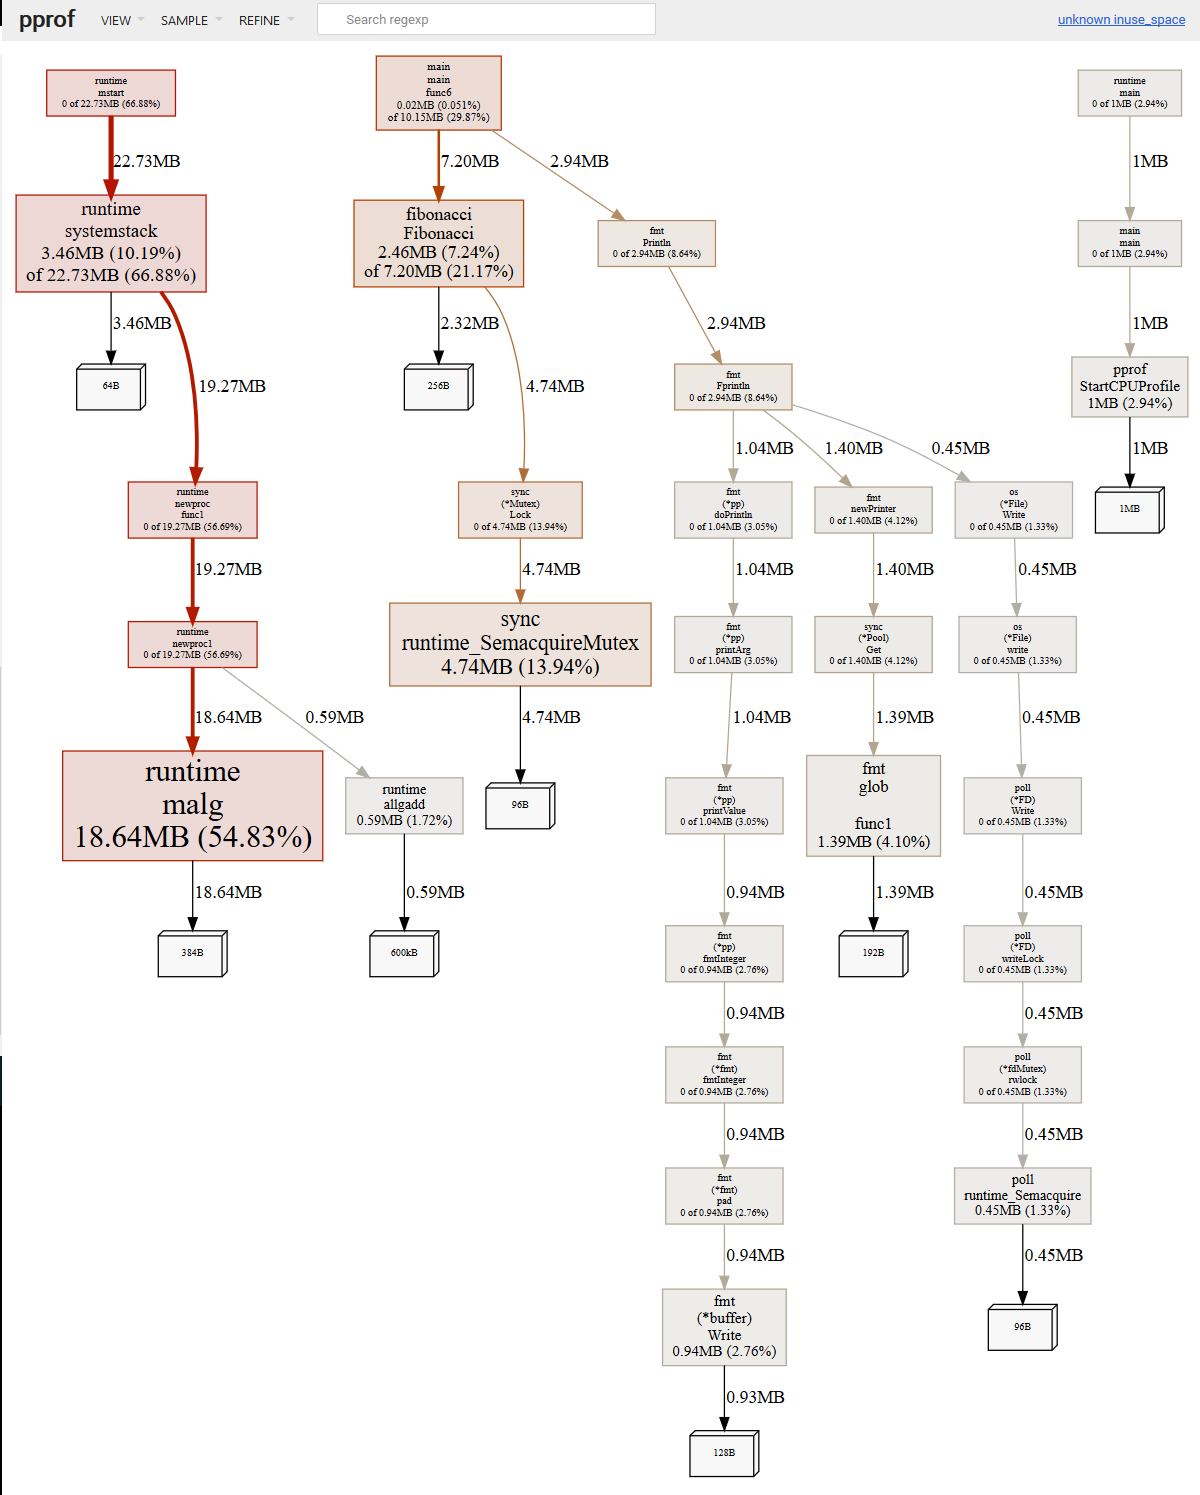 pprof
VIEW
SAMPLE
REFINE
Search regexp
unknown inuse_space
runtime
mstart
0 of 22.73MB (66.88%)
22.73MB
runtime
systemstack
3.46MB (10.19%)
of 22.73MB (66.88%)
3.46MB
64B
19.27MB
runtime
newproc
func1
0 of 19.27MB (56.69%)
19.27MB
runtime
newproc1
0 of 19.27MB (56.69%)
18.64MB
0.59MB
runtime
malg
18.64MB (54.83%)
18.64MB
384B
runtime
allgadd
0.59MB (1.72%)
0.59MB
600kB
main
main
func6
0.02MB (0.051%)
of 10.15MB (29.87%)
7.20MB
2.94MB
fibonacci
Fibonacci
2.46MB (7.24%)
of 7.20MB (21.17%)
2.32MB
256B
4.74MB
sync
(*Mutex)
Lock
0 of 4.74MB (13.94%)
4.74MB
sync
runtime_SemacquireMutex
4.74MB (13.94%)
4.74MB
96B
fmt
Println
0 of 2.94MB (8.64%)
2.94MB
fmt
Fprintln
0 of 2.94MB (8.64%)
1.04MB
1.40MB
0.45MB
fmt
(*pp)
doPrintln
0 of 1.04MB (3.05%)
1.04MB
fmt
(*pp)
printArg
0 of 1.04MB (3.05%)
1.04MB
fmt
(*pp)
printValue
0 of 1.04MB (3.05%)
0.94MB
fmt
(*pp)
fmtInteger
0 of 0.94MB (2.76%)
0.94MB
fmt
(*fmt)
fmtInteger
0 of 0.94MB (2.76%)
0.94MB
fmt
(*fmt)
pad
0 of 0.94MB (2.76%)
0.94MB
fmt
(*buffer)
Write
0.94MB (2.76%)
0.93MB
128B
fmt
newPrinter
0 of 1.40MB (4.12%)
1.40MB
sync
(*Pool)
Get
0 of 1.40MB (4.12%)
1.39MB
fmt
glob
func1
1.39MB (4.10%)
1.39MB
192B
os
(*File)
Write
0 of 0.45MB (1.33%)
0.45MB
os
(*File)
write
0 of 0.45MB (1.33%)
0.45MB
poll
(*FD)
Write
0 of 0.45MB (1.33%)
0.45MB
poll
(*FD)
writeLock
0 of 0.45MB (1.33%)
0.45MB
poll
(*fdMutex)
rwlock
0 of 0.45MB (1.33%)
0.45MB
poll
runtime_Semacquire
0.45MB (1.33%)
0.45MB
96B
runtime
main
0 of 1MB (2.94%)
1MB
main
main
0 of 1MB (2.94%)
1MB
pprof
StartCPUProfile
1MB (2.94%)
1MB
1MB